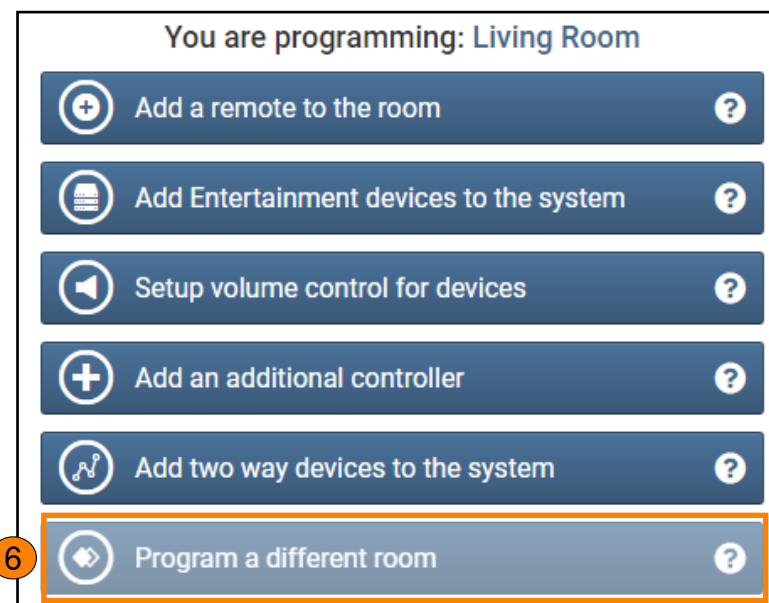 You are programming: Living Room
Add a remote to the room ?
Add Entertainment devices to the system ?
Setup volume control for devices ?
Add an additional controller ?
Add two way devices to the system ?
6 Program a different room ?